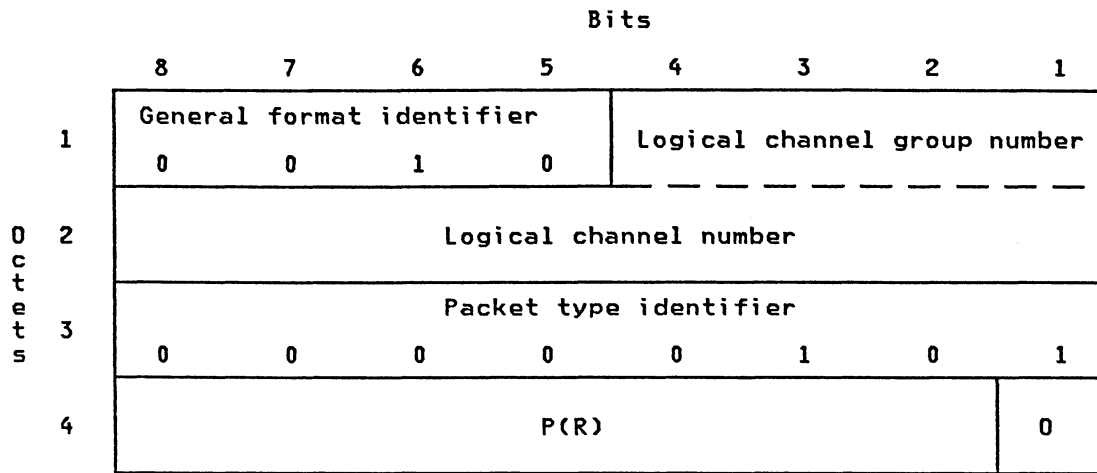 Bits
8 7 6 5 4 3 2 1
General format identifier
1 Logical channel group number
0 0 1 0
Octets
2 Logical channel number
Packet type identifier
3
0 0 0 0 0 1 0 1
4 P(R) 0